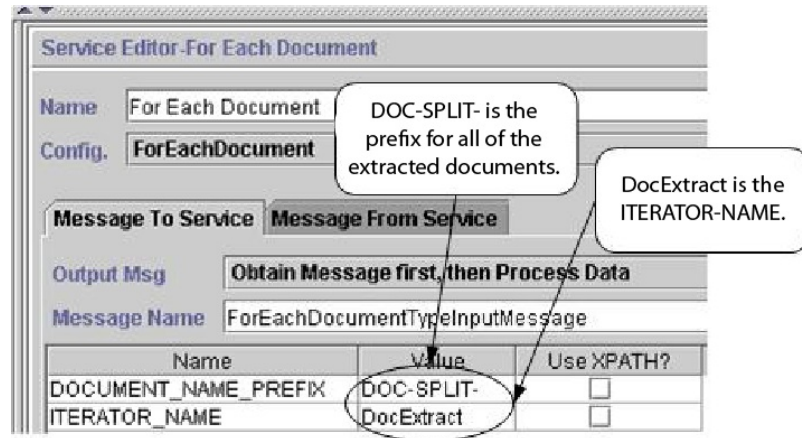 Service Editor-For Each Document
Name For Each Document
Config. ForEachDocument
DOC-SPLIT- is the
prefix for all of the
extracted documents.
DocExtract is the
ITERATOR-NAME.
Message To Service Message From Service
Output Msg Obtain Message first, then Process Data
Message Name ForEachDocumentTypeInputMessage
Name Value Use XPATH?
DOCUMENT_NAME_PREFIX DOC-SPLIT-
ITERATOR_NAME DocExtract